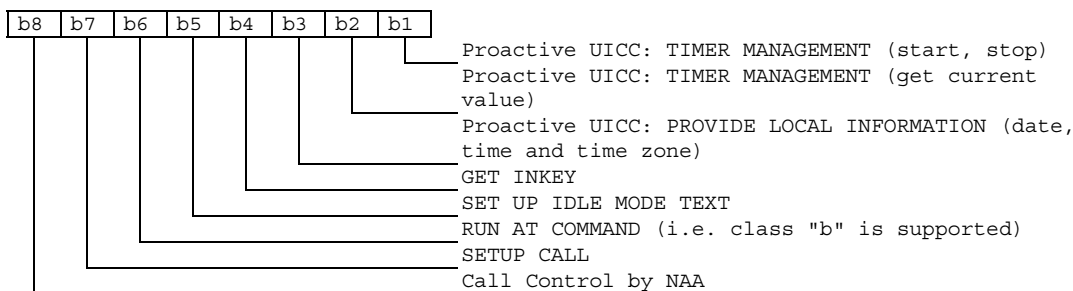 b8 b7 b6 b5 b4 b3 b2 b1
Proactive UICC: TIMER MANAGEMENT (start, stop)
Proactive UICC: TIMER MANAGEMENT (get current
value)
Proactive UICC: PROVIDE LOCAL INFORMATION (date,
time and time zone)
GET INKEY
SET UP IDLE MODE TEXT
RUN AT COMMAND (i.e. class "b" is supported)
SETUP CALL
Call Control by NAA